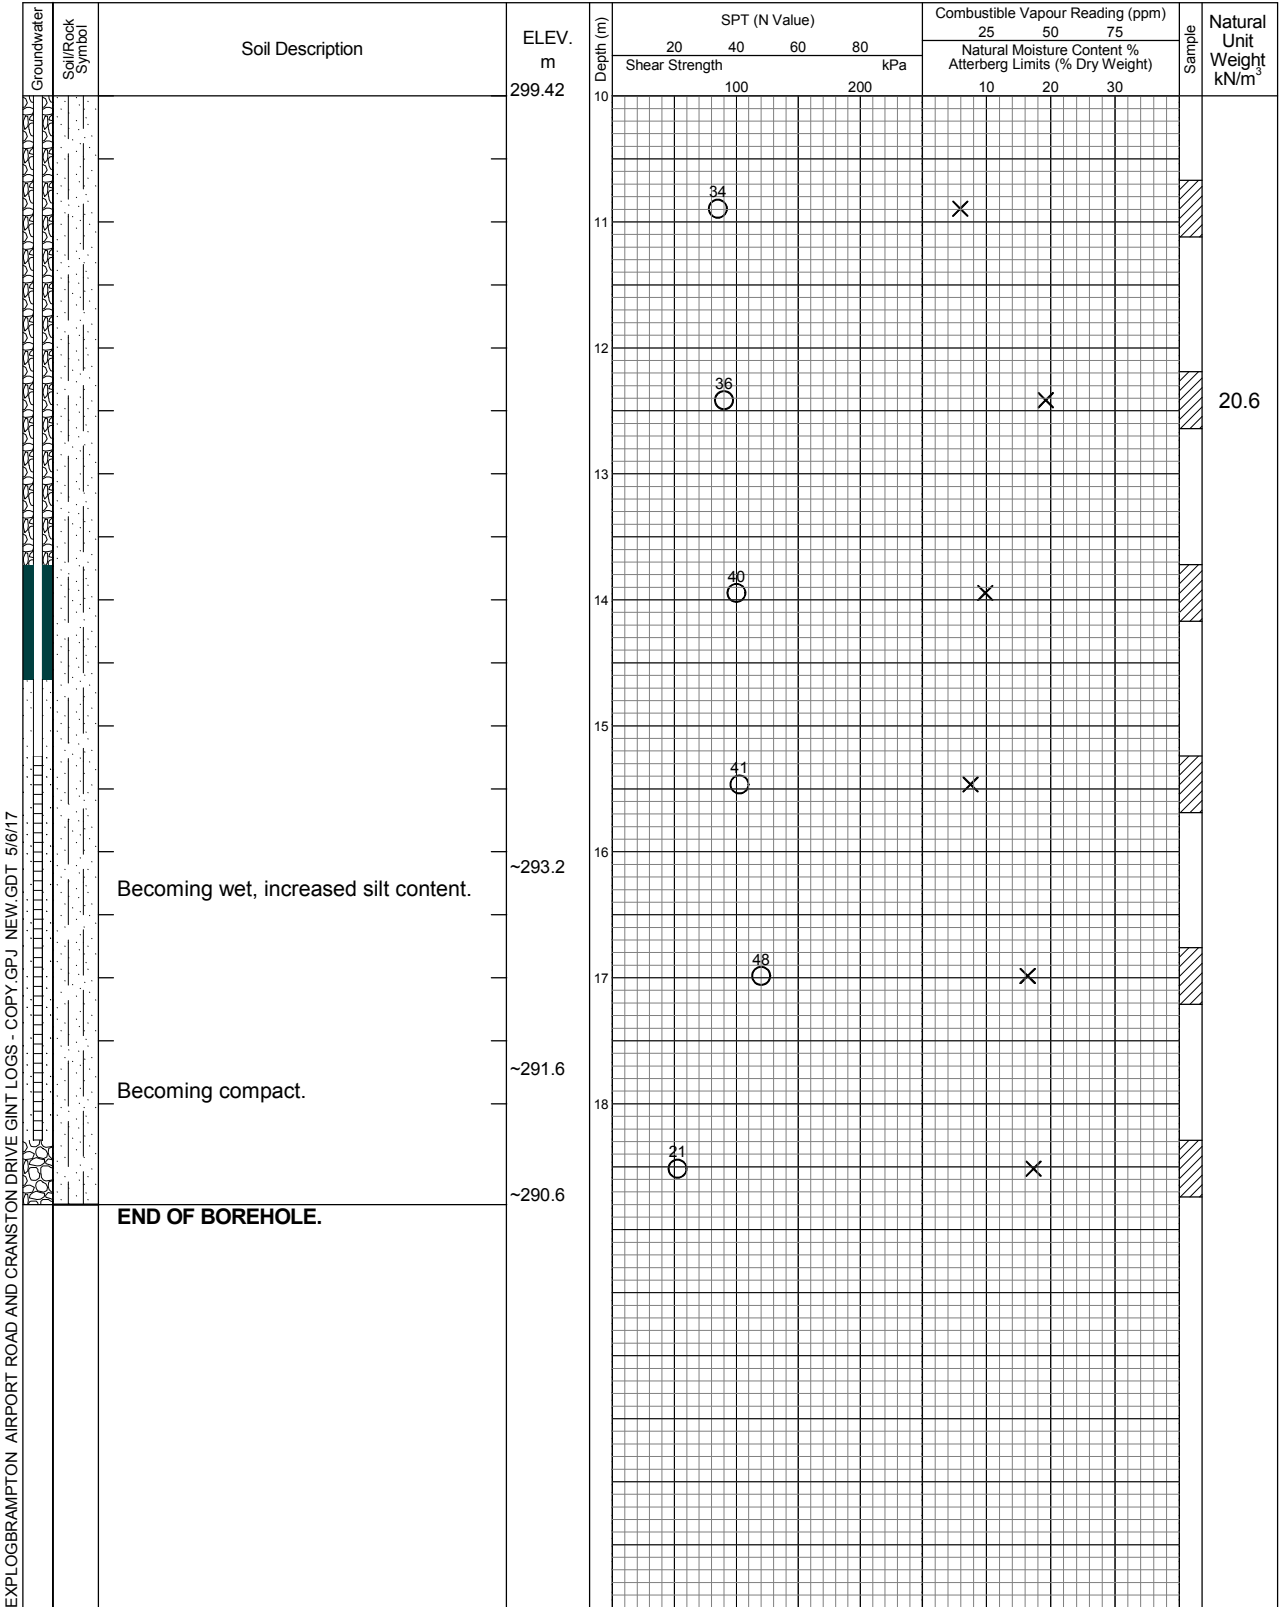 Groundwater
Soil/Rock
Symbol
Soil Description
ELEV.
m
299.42
Depth (m)
SPT (N Value)
20 40 60 80
Shear Strength kPa
100 200
Combustible Vapour Reading (ppm)
25 50 75
Natural Moisture Content %
Atterberg Limits (% Dry Weight)
10 20 30
Sample
Natural
Unit
Weight
kN/m³
10
34
11
12
36
20.6
13
40
14
15
41
16
~293.2
Becoming wet, increased silt content.
48
17
~291.6
Becoming compact.
18
21
~290.6
END OF BOREHOLE.
EXPLOGBRAMPTON AIRPORT ROAD AND CRANSTON DRIVE GINT LOGS - COPY.GPJ NEW.GDT 5/6/17